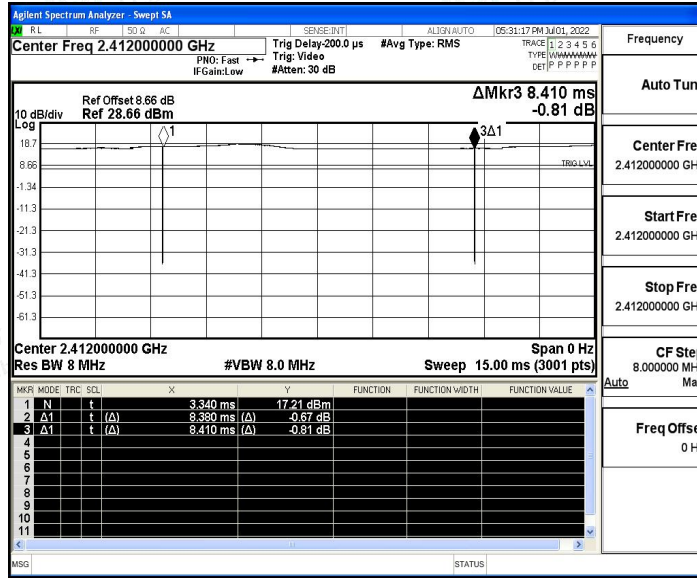 Agilent Spectrum Analyzer - Swept SA
LXI RL RF 50 Ω AC SENSE:INT ALIGN AUTO 05:31:17 PM Jul 01, 2022
Center Freq 2.412000000 GHz
PNO: Fast
IFGain:Low
Trig Delay-200.0 µs
Trig: Video
#Atten: 30 dB
#Avg Type: RMS
TRACE 1 2 3 4 5 6
TYPE WWWWWW
DET P P P P P P
Frequency
Auto Tun
Center Fre
2.412000000 GH
Start Fre
2.412000000 GH
Stop Fre
2.412000000 GH
CF Ste
8.000000 MH
Auto Ma
Freq Offse
0 H
ΔMkr3 8.410 ms
-0.81 dB
Ref Offset 8.66 dB
10 dB/div Ref 28.66 dBm
Log
1
3Δ1
18.7
8.66
TRIG LVL
-1.34
-11.3
-21.3
-31.3
-41.3
-51.3
-61.3
Center 2.412000000 GHz Span 0 Hz
Res BW 8 MHz #VBW 8.0 MHz Sweep 15.00 ms (3001 pts)
MKR MODE TRC SCL X Y FUNCTION FUNCTION WIDTH FUNCTION VALUE
1 N t 3.340 ms 17.21 dBm
2 Δ1 t (Δ) 8.380 ms (Δ) -0.67 dB
3 Δ1 t (Δ) 8.410 ms (Δ) -0.81 dB
4
5
6
7
8
9
10
11
MSG STATUS